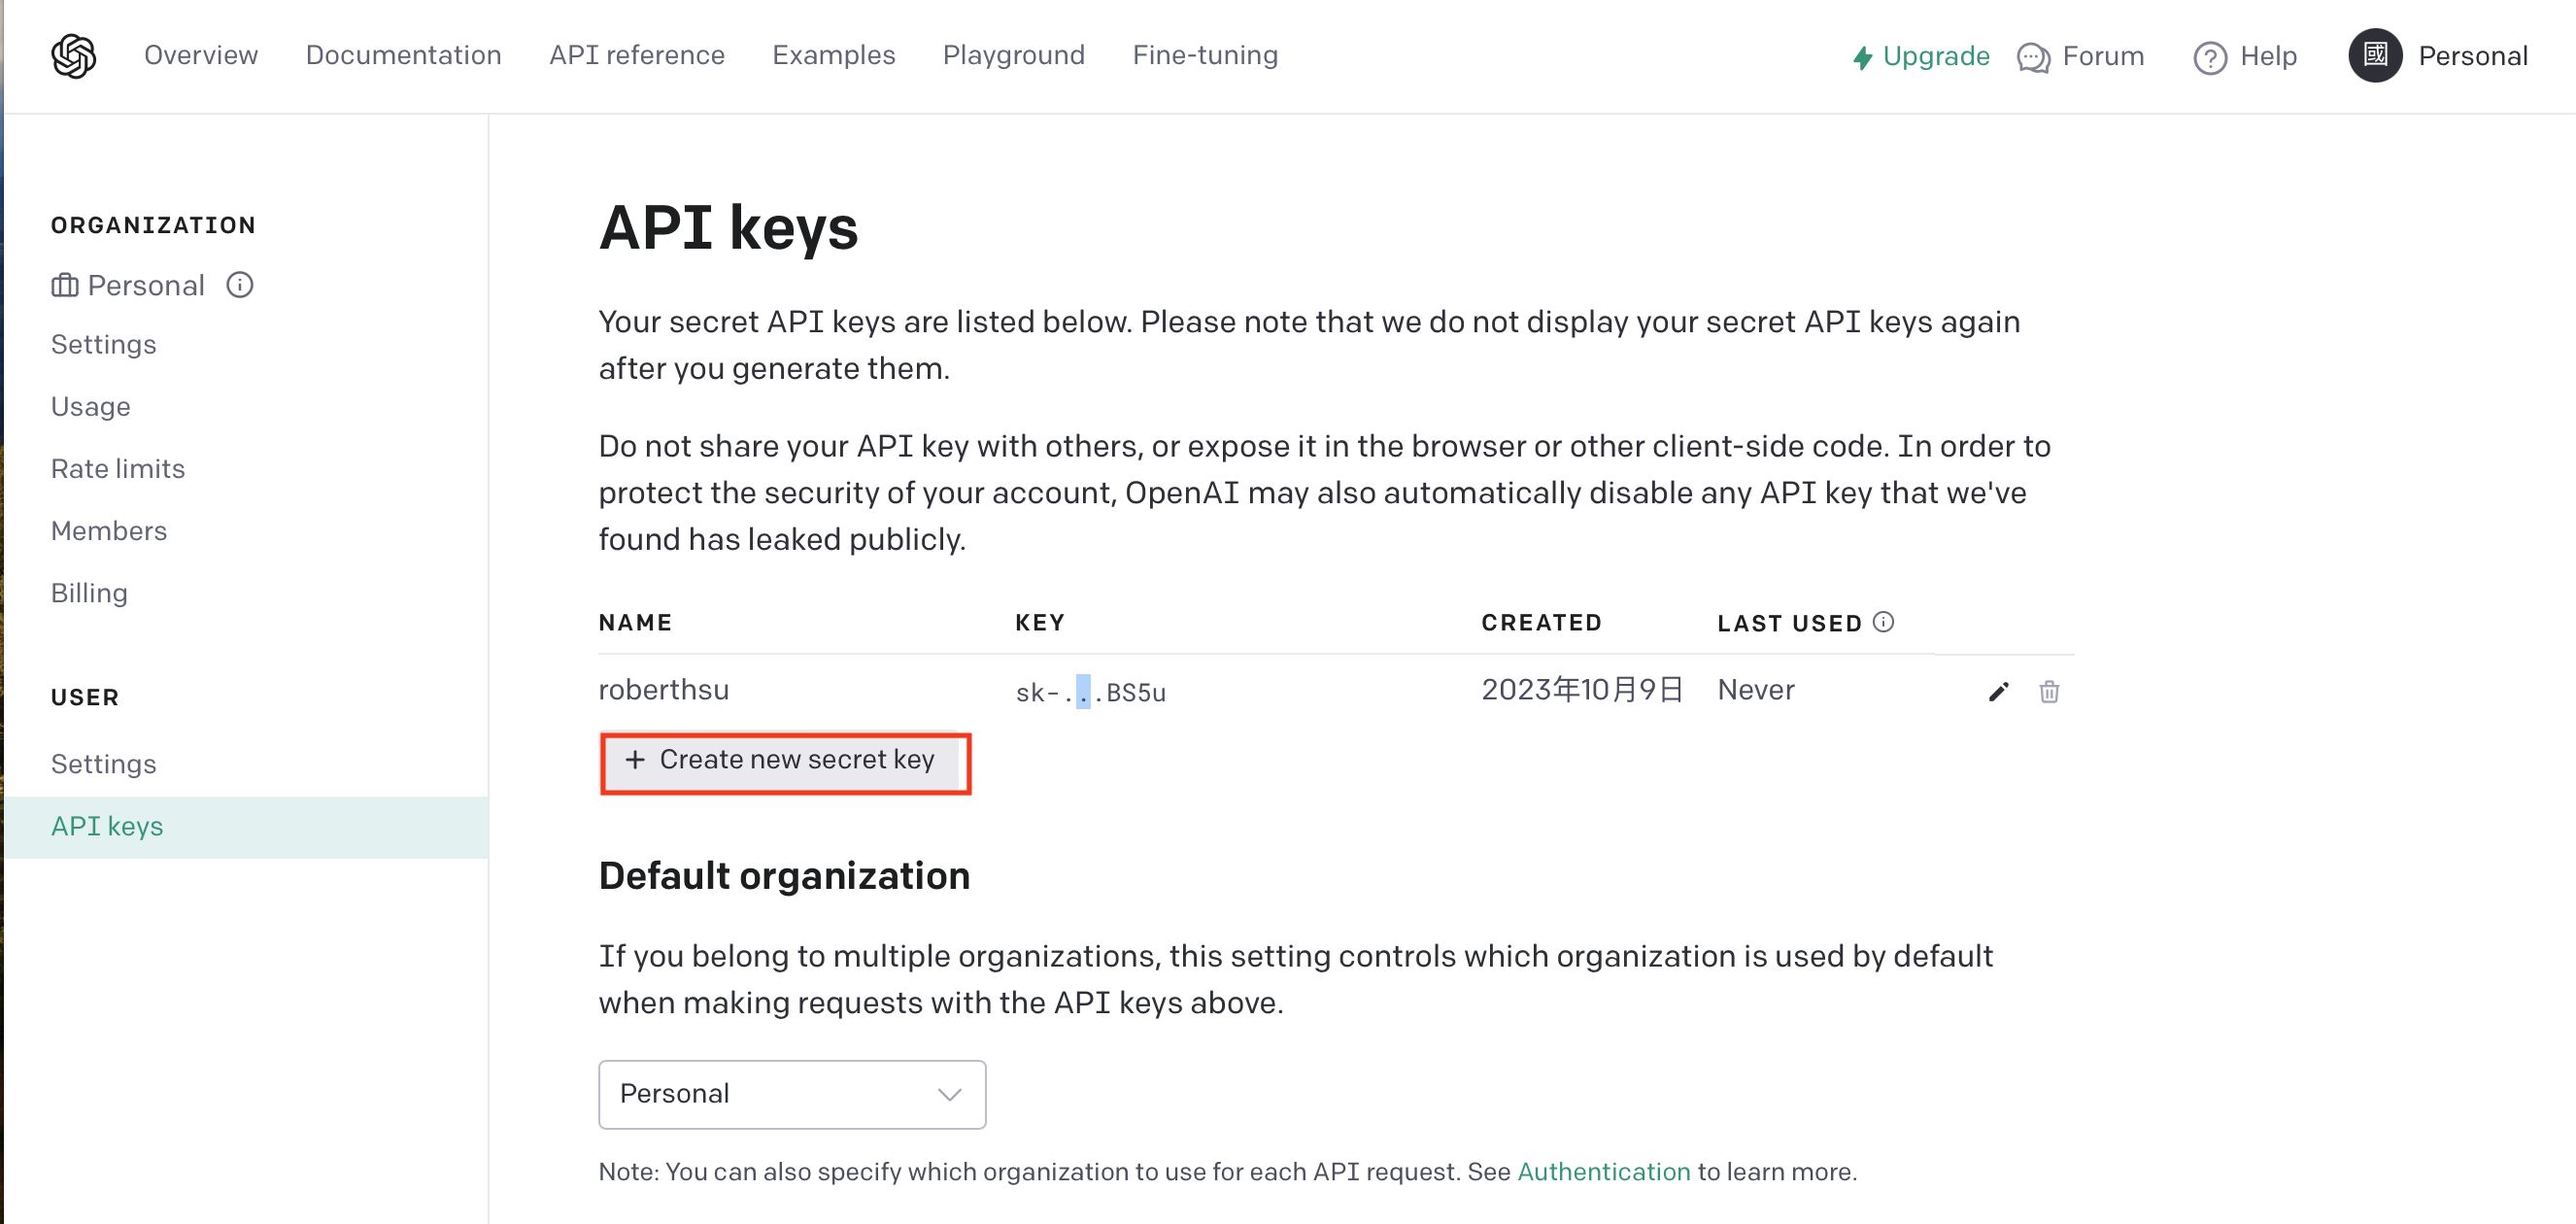 Overview Documentation API reference Examples Playground Fine-tuning Upgrade Forum Help 國 Personal
ORGANIZATION
Personal
Settings
Usage
Rate limits
Members
Billing
USER
Settings
API keys
API keys
Your secret API keys are listed below. Please note that we do not display your secret API keys again
after you generate them.
Do not share your API key with others, or expose it in the browser or other client-side code. In order to
protect the security of your account, OpenAI may also automatically disable any API key that we've
found has leaked publicly.
NAME KEY CREATED LAST USED
roberthsu sk-...BS5u 2023年10月9日 Never
+ Create new secret key
Default organization
If you belong to multiple organizations, this setting controls which organization is used by default
when making requests with the API keys above.
Personal
Note: You can also specify which organization to use for each API request. See Authentication to learn more.